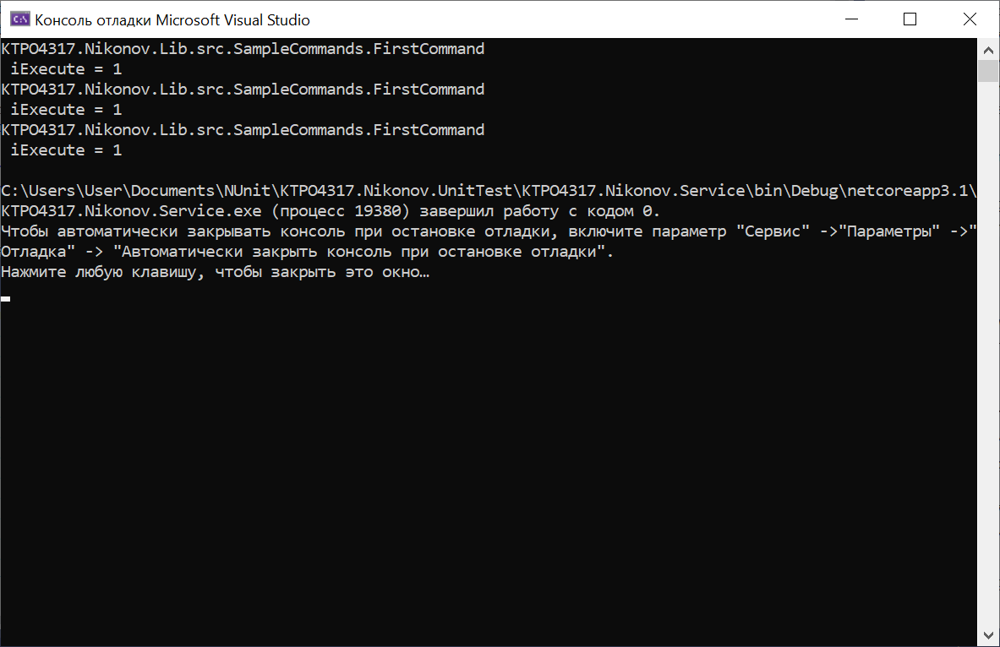 Консоль отладки Microsoft Visual Studio
KTPO4317.Nikonov.Lib.src.SampleCommands.FirstCommand
 iExecute = 1
KTPO4317.Nikonov.Lib.src.SampleCommands.FirstCommand
 iExecute = 1
KTPO4317.Nikonov.Lib.src.SampleCommands.FirstCommand
 iExecute = 1
C:\Users\User\Documents\NUnit\KTPO4317.Nikonov.UnitTest\KTPO4317.Nikonov.Service\bin\Debug\netcoreapp3.1\
KTPO4317.Nikonov.Service.exe (процесс 19380) завершил работу с кодом 0.
Чтобы автоматически закрывать консоль при остановке отладки, включите параметр "Сервис" ->"Параметры" ->"
Отладка" -> "Автоматически закрыть консоль при остановке отладки".
Нажмите любую клавишу, чтобы закрыть это окно…